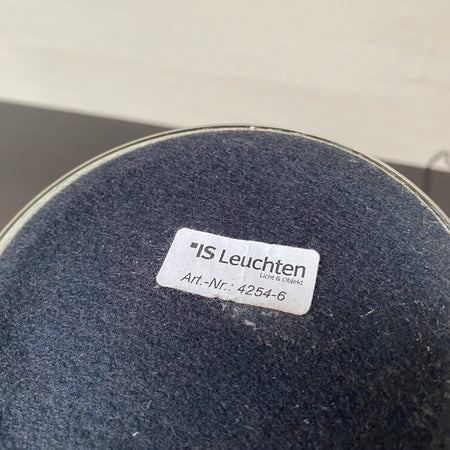 IS Leuchten
Licht & Objekt
Art.-Nr.: 4254-6